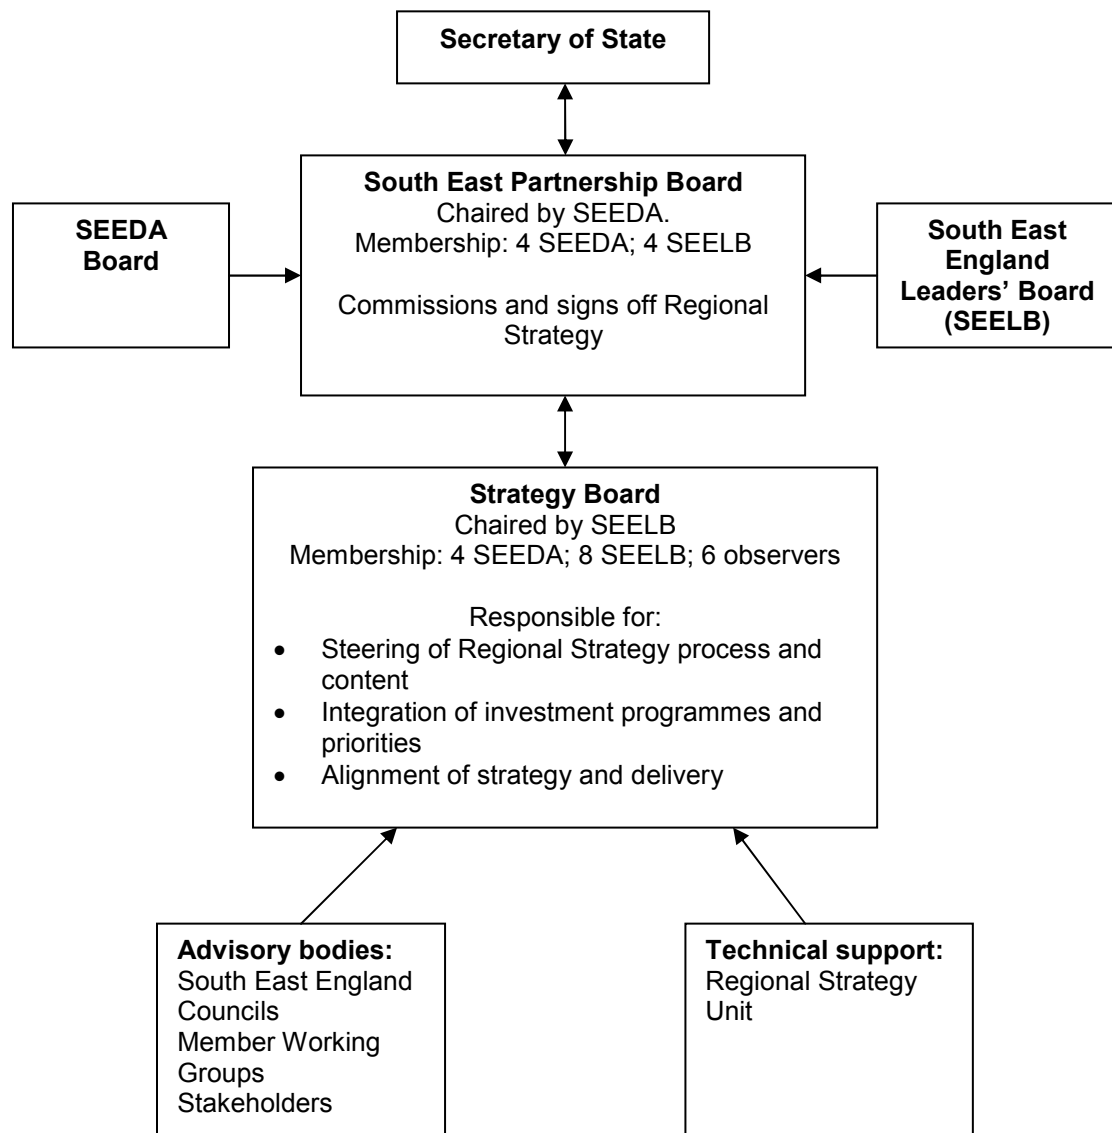 Secretary of State
South East Partnership Board
Chaired by SEEDA.
Membership: 4 SEEDA; 4 SEELB
Commissions and signs off Regional
Strategy
SEEDA
Board
South East
England
Leaders’ Board
(SEELB)
Strategy Board
Chaired by SEELB
Membership: 4 SEEDA; 8 SEELB; 6 observers
Responsible for:
• Steering of Regional Strategy process and
content
• Integration of investment programmes and
priorities
• Alignment of strategy and delivery
Advisory bodies:
South East England
Councils
Member Working
Groups
Stakeholders
Technical support:
Regional Strategy
Unit